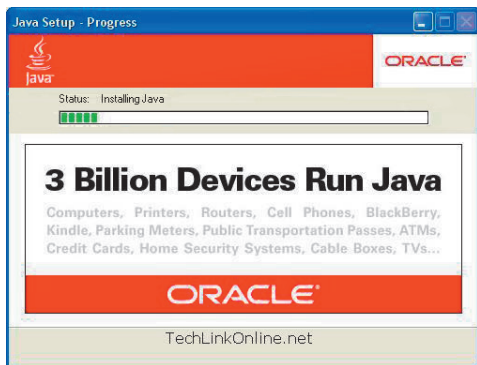 Java Setup - Progress
Java
ORACLE
Status: Installing Java
3 Billion Devices Run Java
Computers, Printers, Routers, Cell Phones, BlackBerry,
Kindle, Parking Meters, Public Transportation Passes, ATMs,
Credit Cards, Home Security Systems, Cable Boxes, TVs...
ORACLE
TechLinkOnline.net